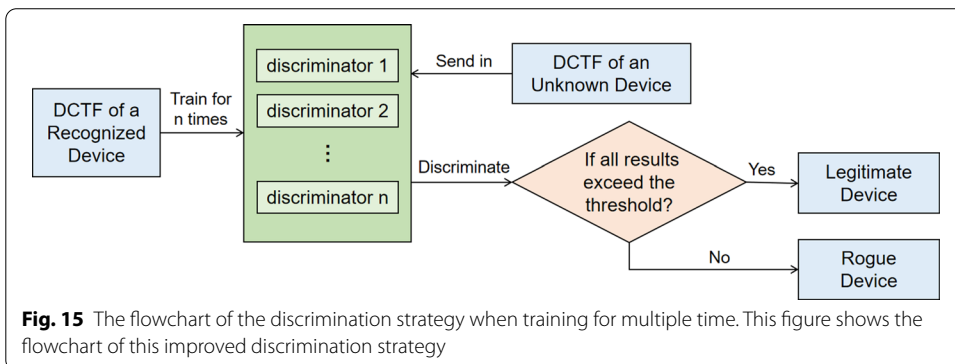 DCTF of a
Recognized
Device
Train for
n times
discriminator 1
discriminator 2
⋮
discriminator n
Send in
DCTF of an
Unknown Device
Discriminate
If all results
exceed the
threshold?
Yes
Legitimate
Device
No
Rogue
Device
Fig. 15 The flowchart of the discrimination strategy when training for multiple time. This figure shows the
flowchart of this improved discrimination strategy